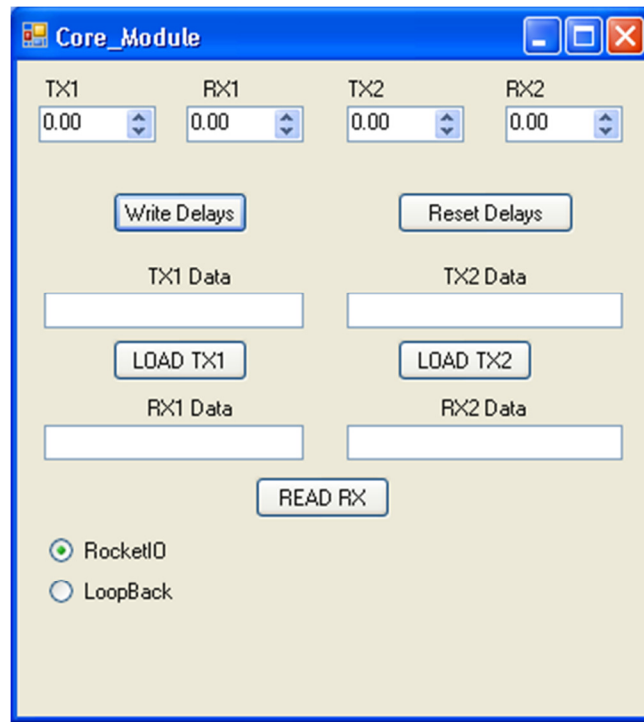 Core_Module
TX1 RX1 TX2 RX2
0.00 0.00 0.00 0.00
Write Delays Reset Delays
TX1 Data TX2 Data
LOAD TX1 LOAD TX2
RX1 Data RX2 Data
READ RX
RocketIO
LoopBack